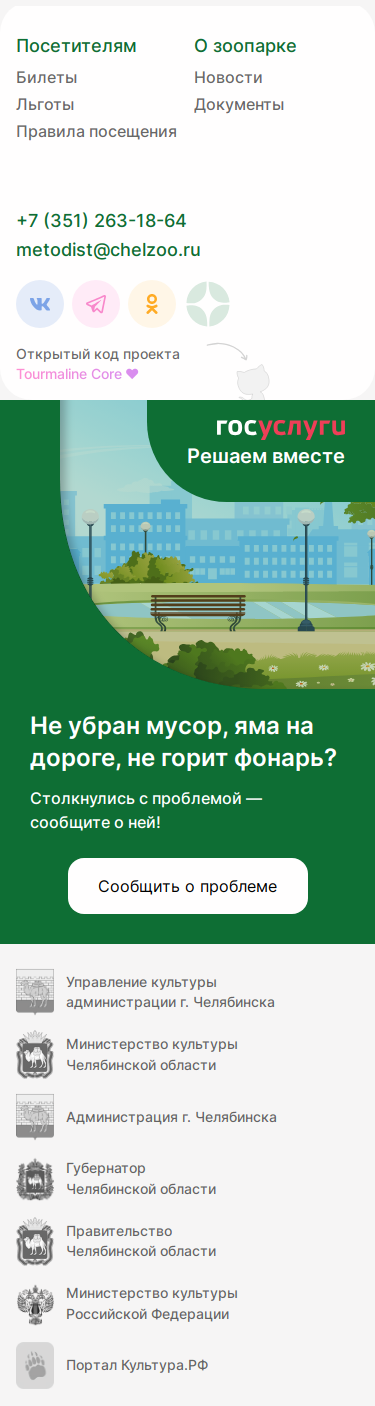 Посетителям
Билеты
Льготы
Правила посещения
О зоопарке
Новости
Документы
+7 (351) 263-18-64
metodist@chelzoo.ru
Открытый код проекта
Tourmaline Core
госуслуги
Решаем вместе
Не убран мусор, яма на
дороге, не горит фонарь?
Столкнулись с проблемой —
сообщите о ней!
Сообщить о проблеме
Управление культуры
администрации г. Челябинска
Министерство культуры
Челябинской области
Администрация г. Челябинска
Губернатор
Челябинской области
Правительство
Челябинской области
Министерство культуры
Российской Федерации
Портал Культура.РФ